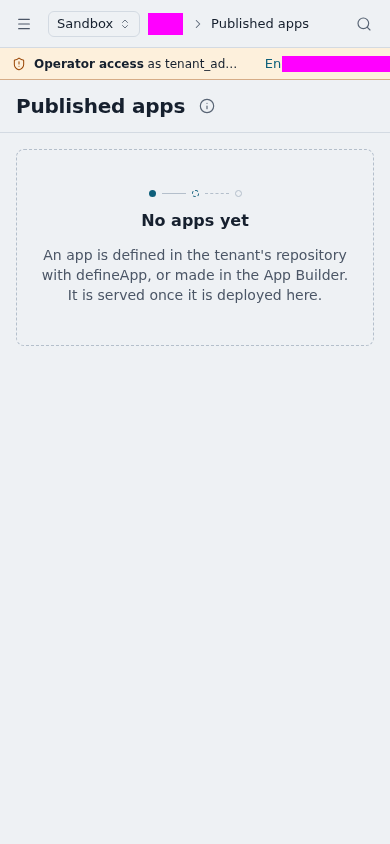 Sandbox
Published apps
Operator access as tenant_ad...
En
Published apps
No apps yet
An app is defined in the tenant's repository
with defineApp, or made in the App Builder.
It is served once it is deployed here.